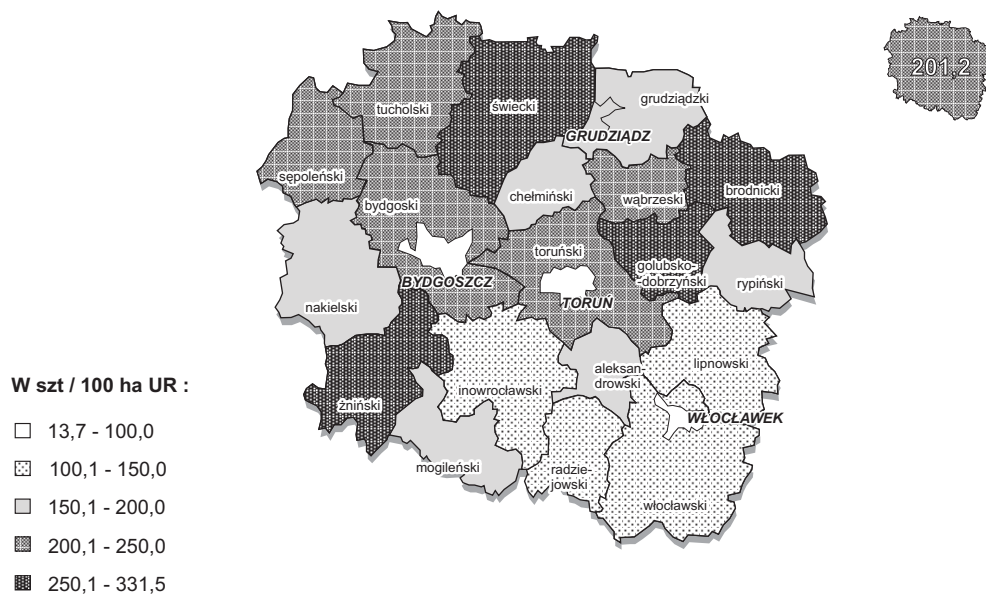 201,2
tucholski
świecki
grudziądzki
GRUDZIĄDZ
sępoleński
bydgoski
chełmiński
wąbrzeski
brodnicki
toruński
golubsko-
-dobrzyński
rypiński
BYDGOSZCZ
TORUŃ
nakielski
lipnowski
aleksan
drowski
inowrocławski
żniński
WŁOCŁAWEK
mogileński
radzie-
jowski
włocławski
W szt / 100 ha UR :
13,7 - 100,0
100,1 - 150,0
150,1 - 200,0
200,1 - 250,0
250,1 - 331,5